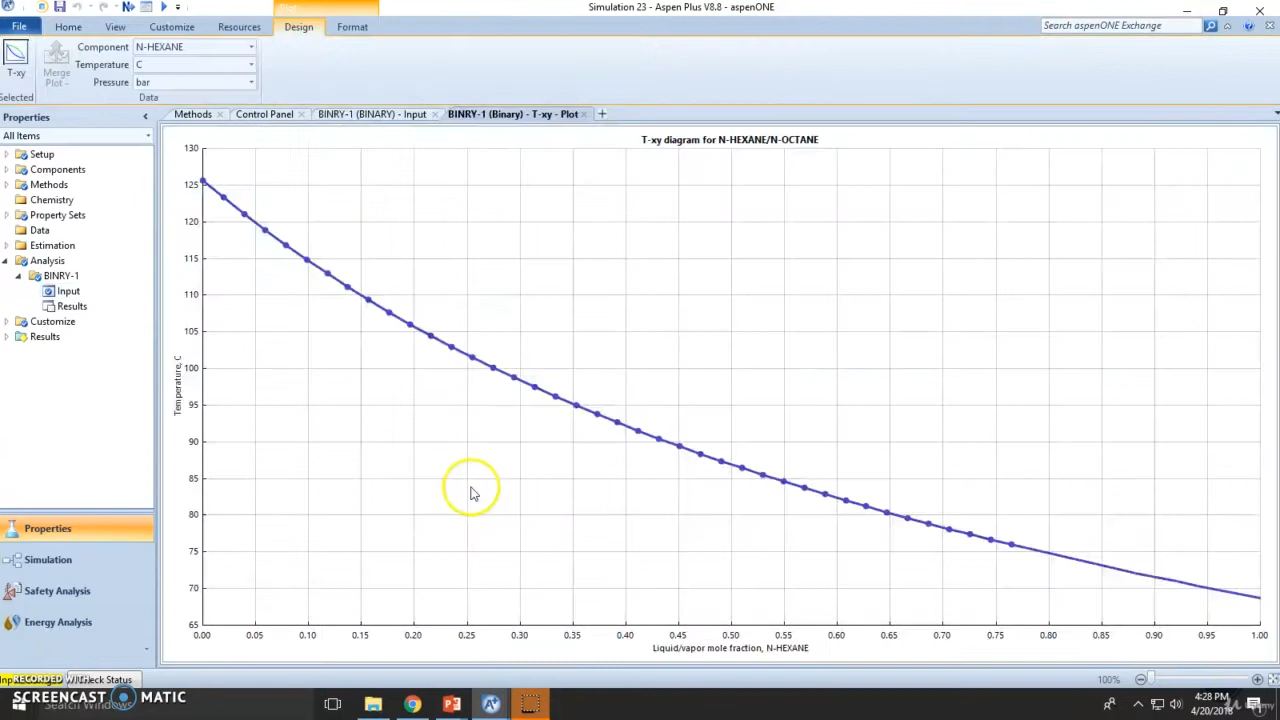 Plot
Simulation 23 - Aspen Plus V8.8 - aspenONE
File Home View Customize Resources Design Format
Search aspenONE Exchange
T-xy
Selected
Merge
Plot
Component N-HEXANE
Temperature C
Pressure bar
Data
Properties
All Items
Setup
Components
Methods
Chemistry
Property Sets
Data
Estimation
Analysis
BINRY-1
Input
Results
Customize
Results
Properties
Simulation
Safety Analysis
Energy Analysis
Methods Control Panel BINRY-1 (BINARY) - Input BINRY-1 (Binary) - T-xy - Plot
T-xy diagram for N-HEXANE/N-OCTANE
130
125
120
115
110
105
100
95
90
85
80
75
70
65
Temperature, C
0.00 0.05 0.10 0.15 0.20 0.25 0.30 0.35 0.40 0.45 0.50 0.55 0.60 0.65 0.70 0.75 0.80 0.85 0.90 0.95 1.00
Liquid/vapor mole fraction, N-HEXANE
Check Status
100%
RECORDED WITH
SCREENCAST MATIC
Search Windows
4:28 PM
4/20/2016